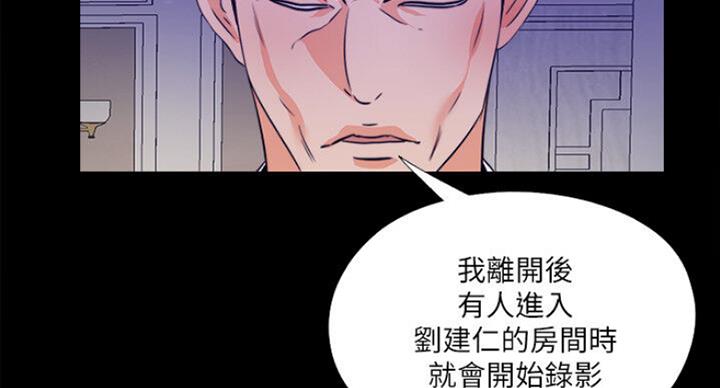 我離開後
有人進入
劉建仁的房間時
就會開始錄影